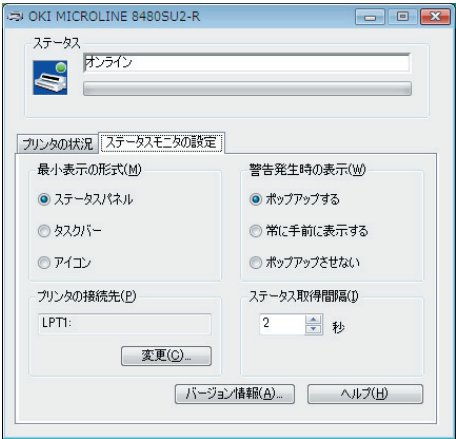 OKI MICROLINE 8480SU2-R
ステータス
オンライン
プリンタの状況 ステータスモニタの設定
最小表示の形式(M)
ステータスパネル
タスクバー
アイコン
警告発生時の表示(W)
ポップアップする
常に手前に表示する
ポップアップさせない
プリンタの接続先(P)
LPT1:
変更(C)...
ステータス取得間隔(I)
2 秒
バージョン情報(A)... ヘルプ(H)